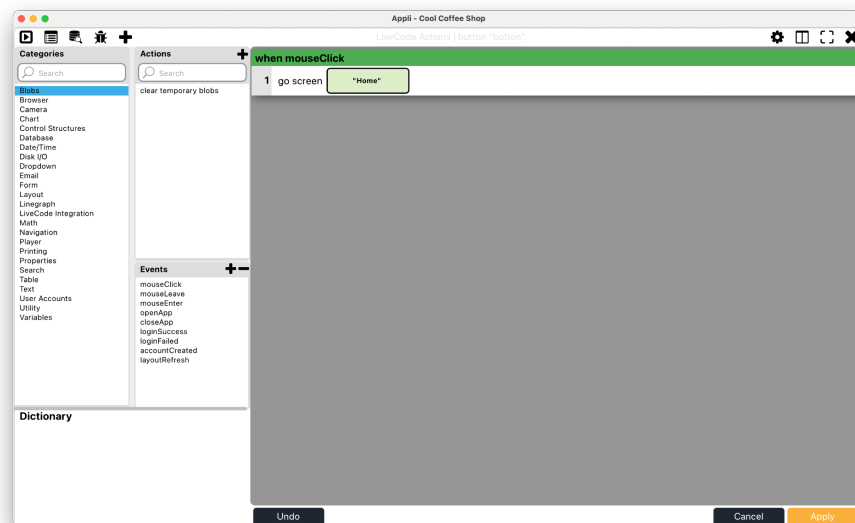 Appli - Cool Coffee Shop
LowCode Actions | button "button"
Categories
Search
Blobs
Browser
Camera
Chart
Control Structures
Database
Date/Time
Disk I/O
Dropdown
Email
Form
Layout
Linegraph
LiveCode Integration
Math
Navigation
Player
Printing
Properties
Search
Table
Text
User Accounts
Utility
Variables
Actions
Search
clear temporary blobs
Events
mouseClick
mouseLeave
mouseEnter
openApp
closeApp
loginSuccess
loginFailed
accountCreated
layoutRefresh
Dictionary
when mouseClick
1 go screen "Home"
Undo
Cancel
Apply